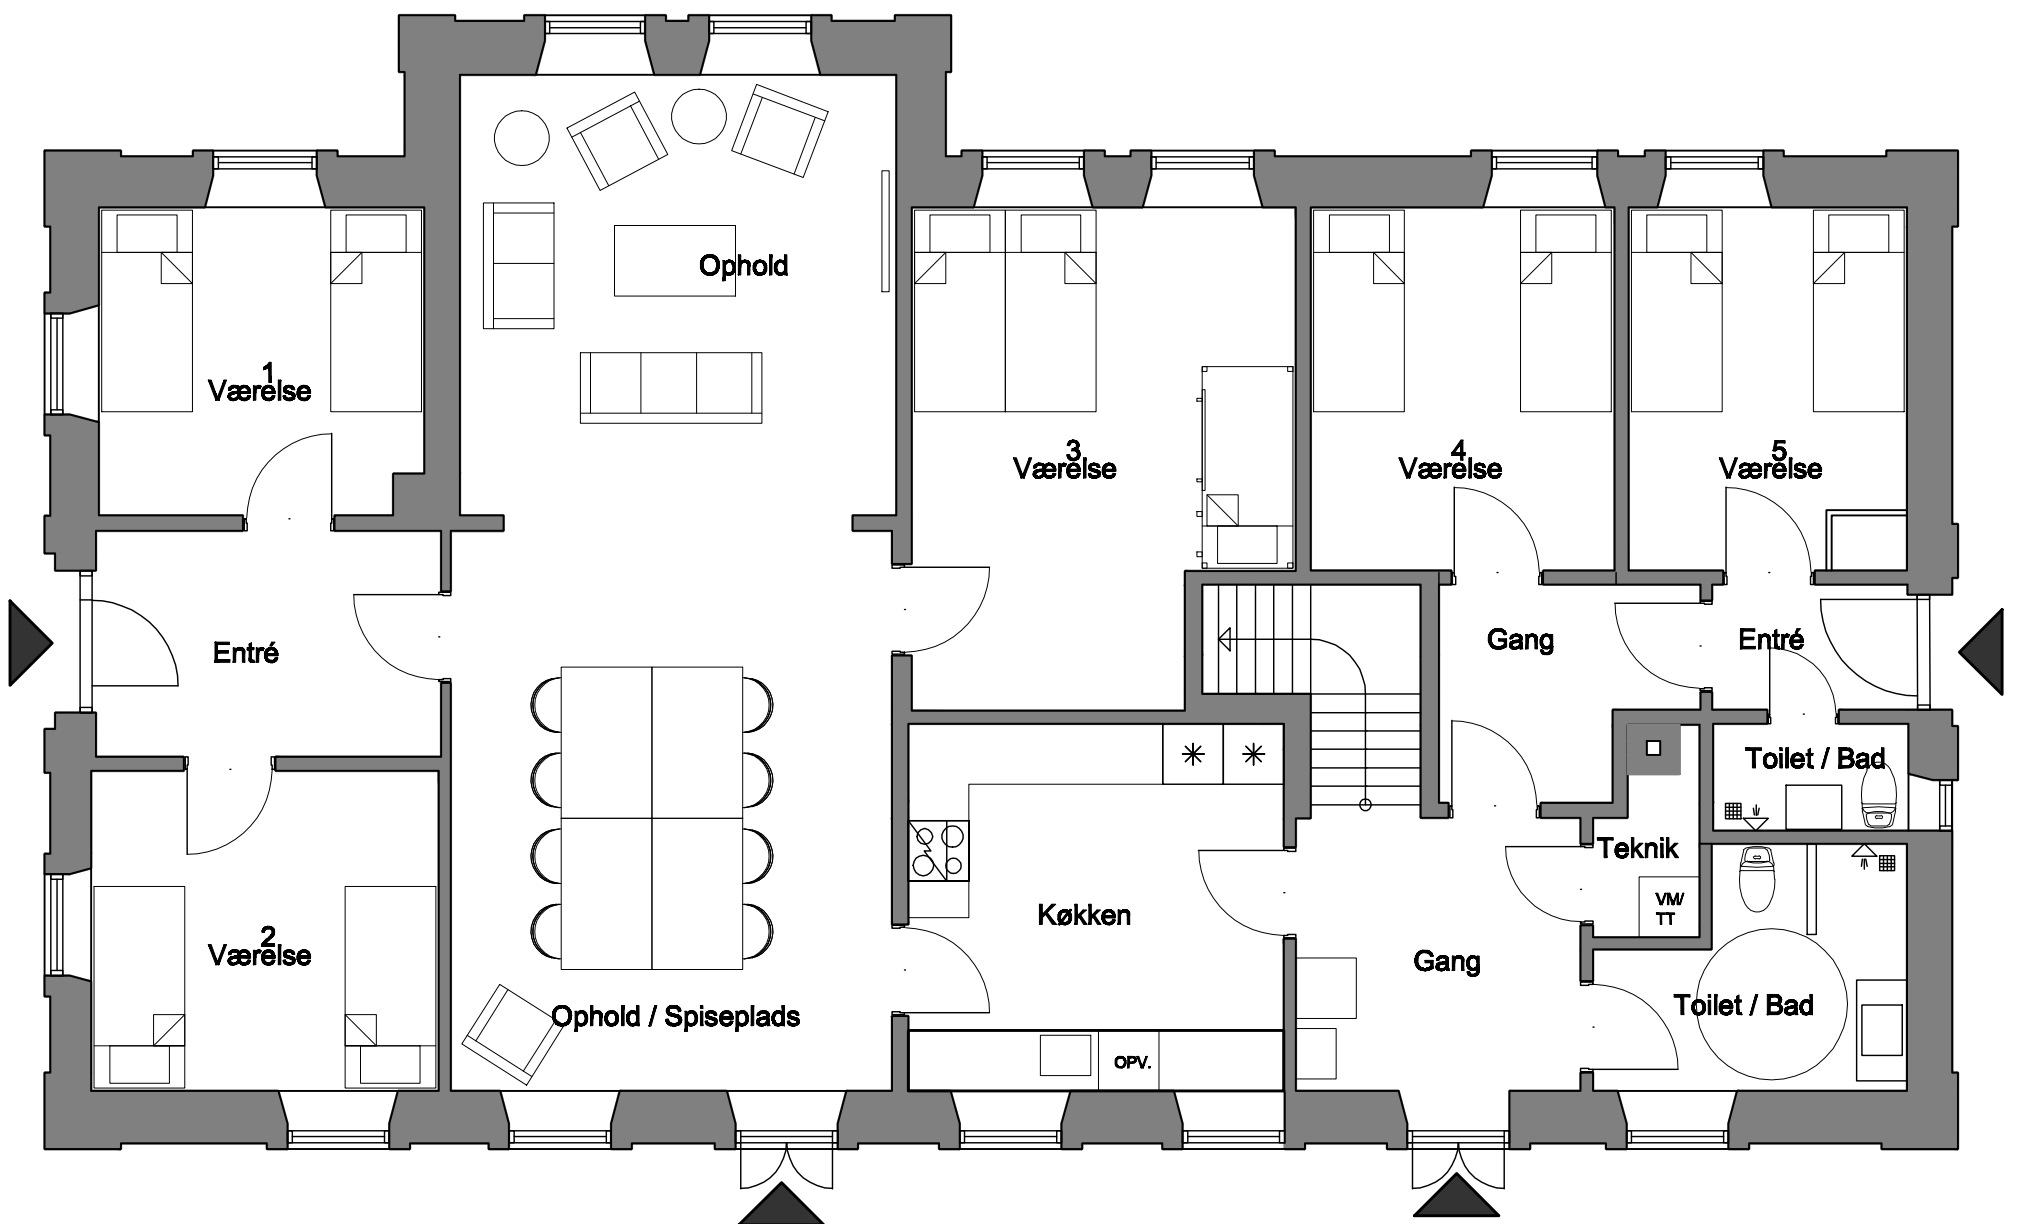 Ophold
1
Værelse
3
Værelse
4
Værelse
5
Værelse
Entré
Gang
Entré
Toilet / Bad
Teknik
VM/
TT
Køkken
2
Værelse
Gang
Ophold / Spiseplads
Toilet / Bad
OPV.